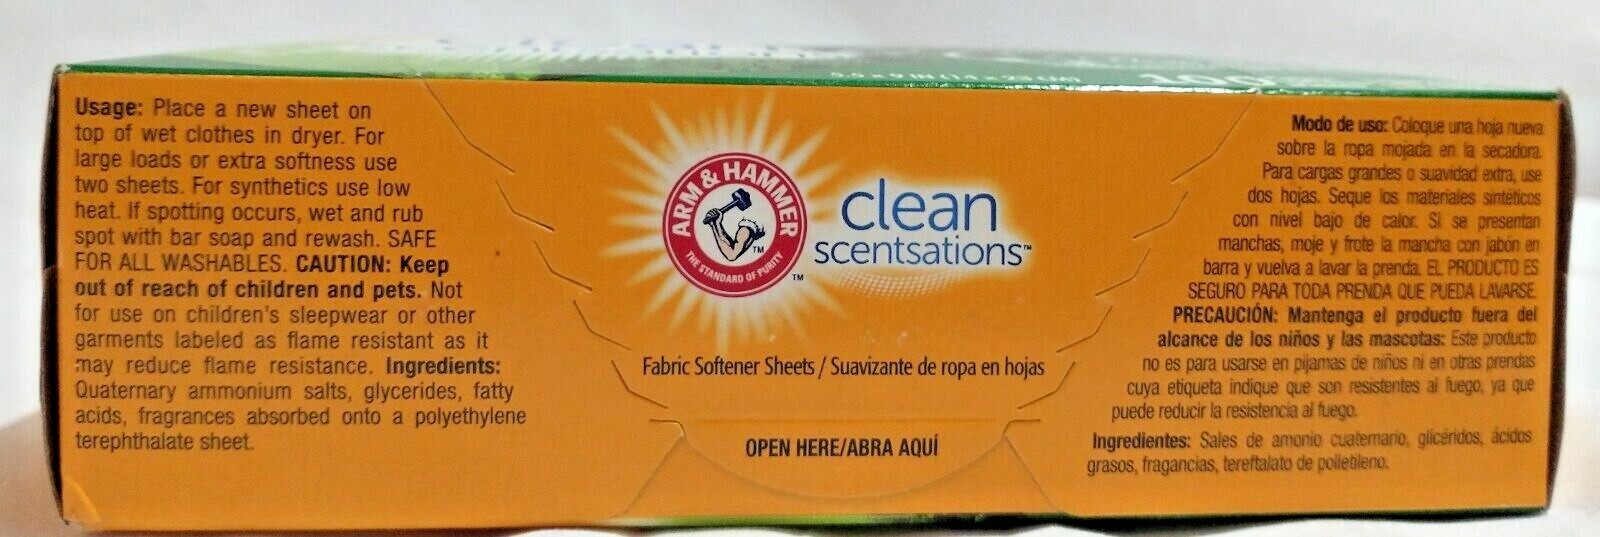 5.5 x 9 IN (14 x 23 CM)
100
Usage: Place a new sheet on
top of wet clothes in dryer. For
large loads or extra softness use
two sheets. For synthetics use low
heat. If spotting occurs, wet and rub
spot with bar soap and rewash. SAFE
FOR ALL WASHABLES. CAUTION: Keep
out of reach of children and pets. Not
for use on children's sleepwear or other
garments labeled as flame resistant as it
may reduce flame resistance. Ingredients:
Quaternary ammonium salts, glycerides, fatty
acids, fragrances absorbed onto a polyethylene
terephthalate sheet.
ARM & HAMMER
THE STANDARD OF PURITY
TM
TM
clean
scentsations™
Fabric Softener Sheets / Suavizante de ropa en hojas
OPEN HERE/ABRA AQUÍ
Modo de uso: Coloque una hoja nueva
sobre la ropa mojada en la secadora.
Para cargas grandes o suavidad extra, use
dos hojas. Seque los materiales sintéticos
con nivel bajo de calor. Si se presentan
manchas, moje y frote la mancha con jabón en
barra y vuelva a lavar la prenda. EL PRODUCTO ES
SEGURO PARA TODA PRENDA QUE PUEDA LAVARSE.
PRECAUCIÓN: Mantenga el producto fuera del
alcance de los niños y las mascotas: Este producto
no es para usarse en pijamas de niños ni en otras prendas
cuya etiqueta indique que son resistentes al fuego, ya que
puede reducir la resistencia al fuego.
Ingredientes: Sales de amonio cuaternario, glicéridos, ácidos
grasos, fragancias, tereftalato de polietileno.